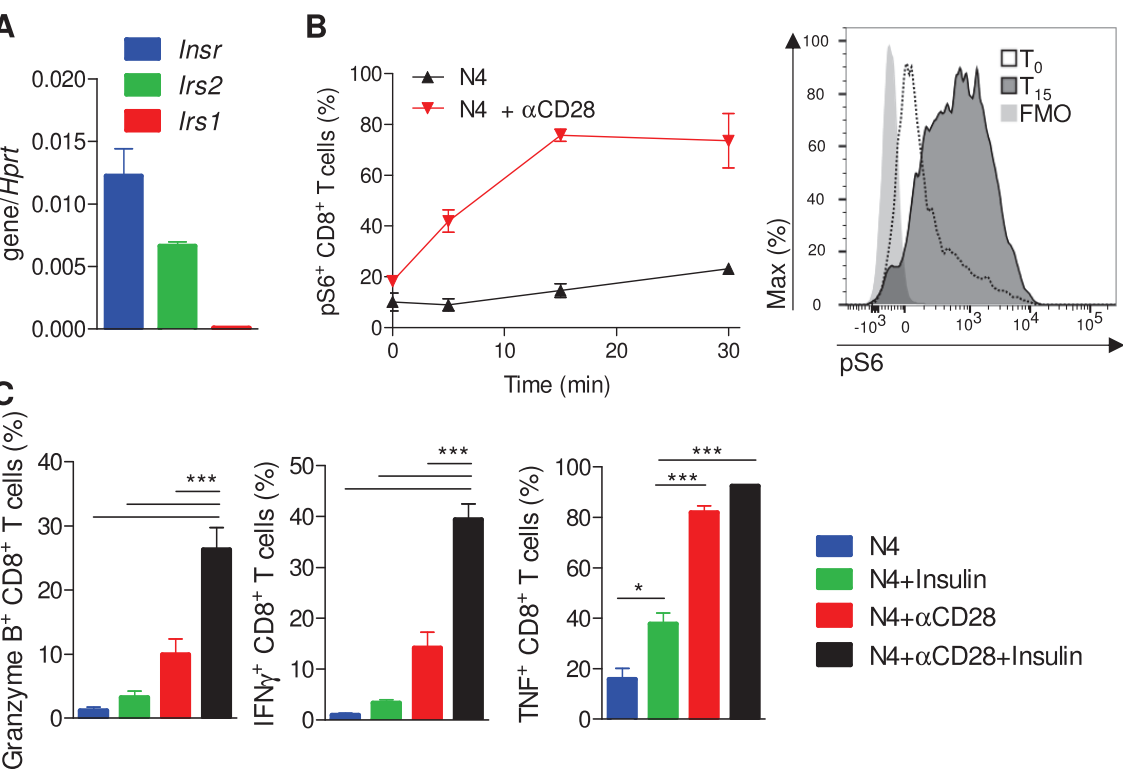 A
Insr
Irs2
Irs1
0.020
0.015
0.010
0.005
0.000
gene/Hprt
B
N4
N4 + αCD28
100
80
60
40
20
0
pS6+ CD8+ T cells (%)
0 10 20 30
Time (min)
T0
T15
FMO
100
80
60
40
20
0
Max (%)
-10³ 0 10³ 10⁴ 10⁵
pS6
C
Granzyme B+ CD8+ T cells (%)
40
30
20
10
0
***
IFNγ+ CD8+ T cells (%)
50
40
30
20
10
0
***
TNF+ CD8+ T cells (%)
100
80
60
40
20
0
***
***
*
N4
N4+Insulin
N4+αCD28
N4+αCD28+Insulin